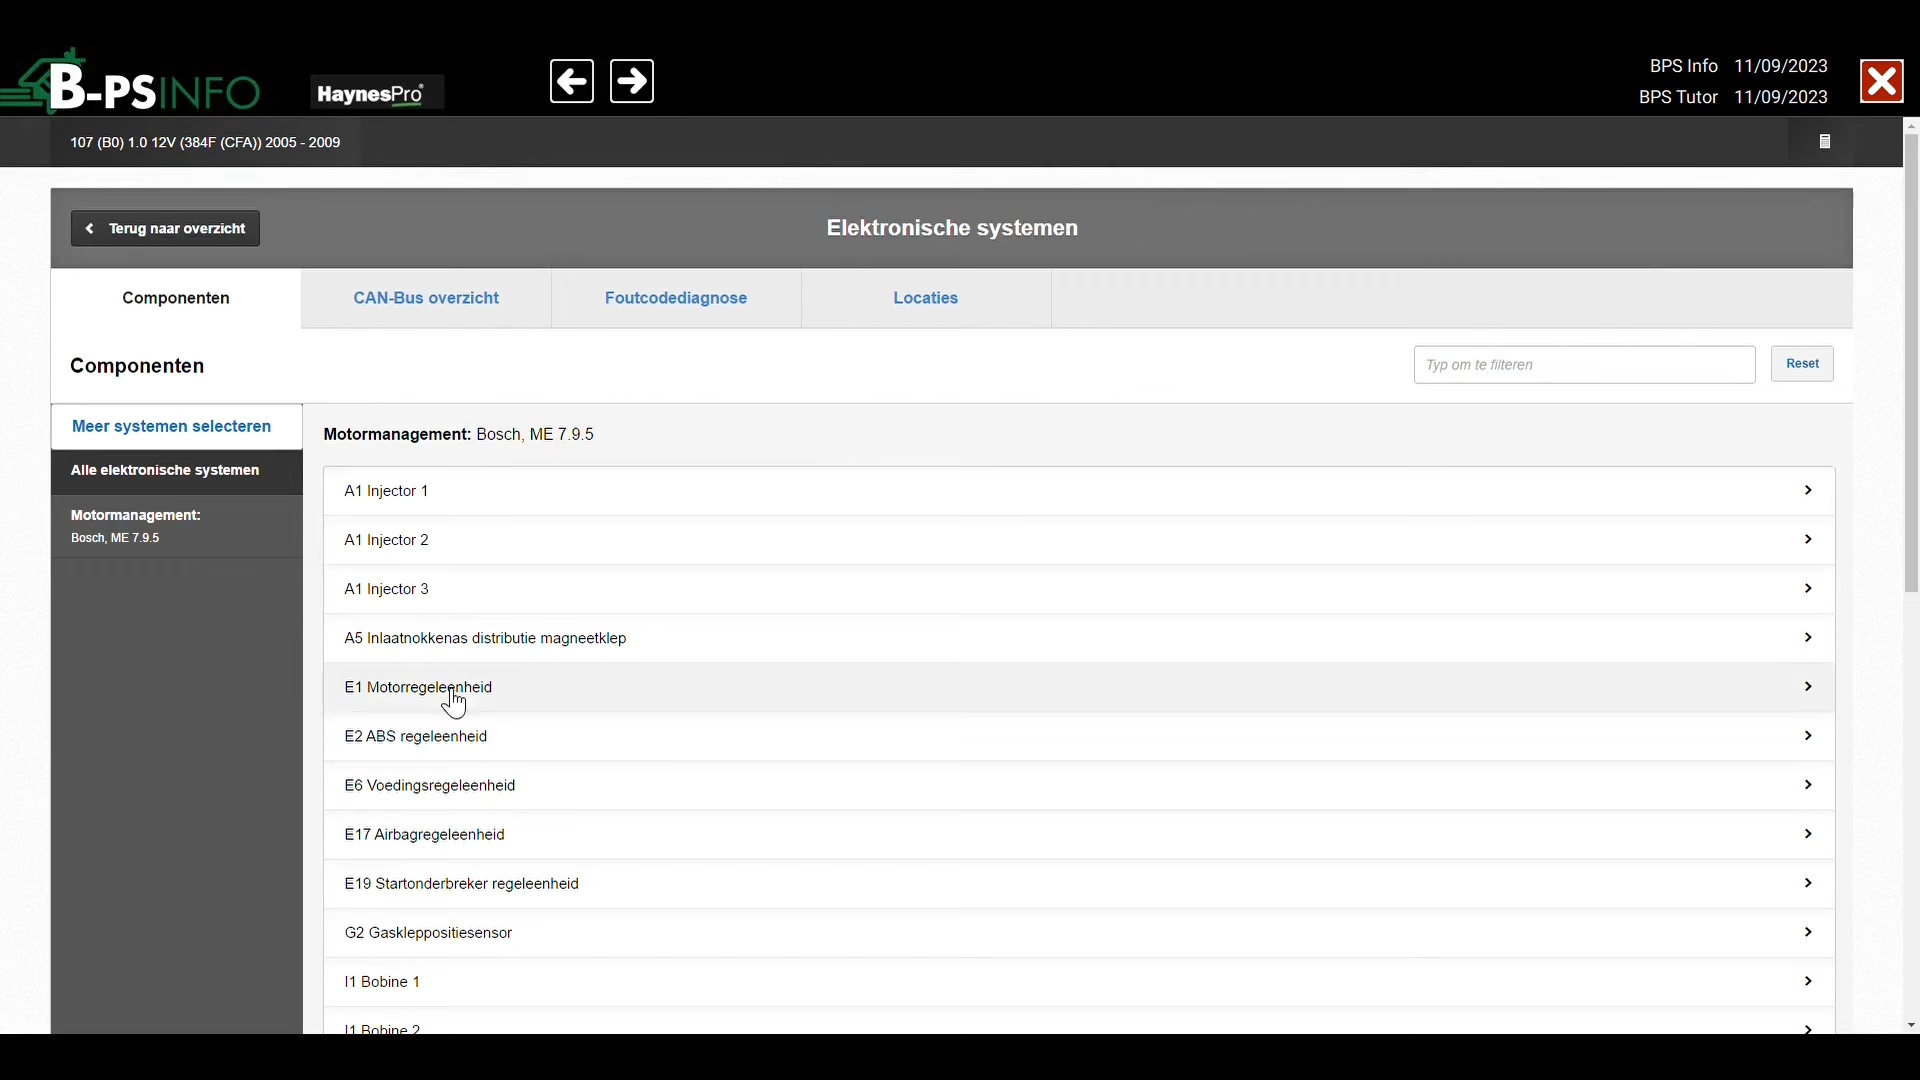 B-PSINFO
HaynesPro
BPS Info 11/09/2023
BPS Tutor 11/09/2023
107 (B0) 1.0 12V (384F (CFA)) 2005 - 2009
Terug naar overzicht
Elektronische systemen
Componenten
CAN-Bus overzicht
Foutcodediagnose
Locaties
Componenten
Typ om te filteren
Reset
Meer systemen selecteren
Alle elektronische systemen
Motormanagement:
Bosch, ME 7.9.5
Motormanagement: Bosch, ME 7.9.5
A1 Injector 1
A1 Injector 2
A1 Injector 3
A5 Inlaatnokkenas distributie magneetklep
E1 Motorregeleenheid
E2 ABS regeleenheid
E6 Voedingsregeleenheid
E17 Airbagregeleenheid
E19 Startonderbreker regeleenheid
G2 Gaskleppositiesensor
I1 Bobine 1
I1 Bobine 2